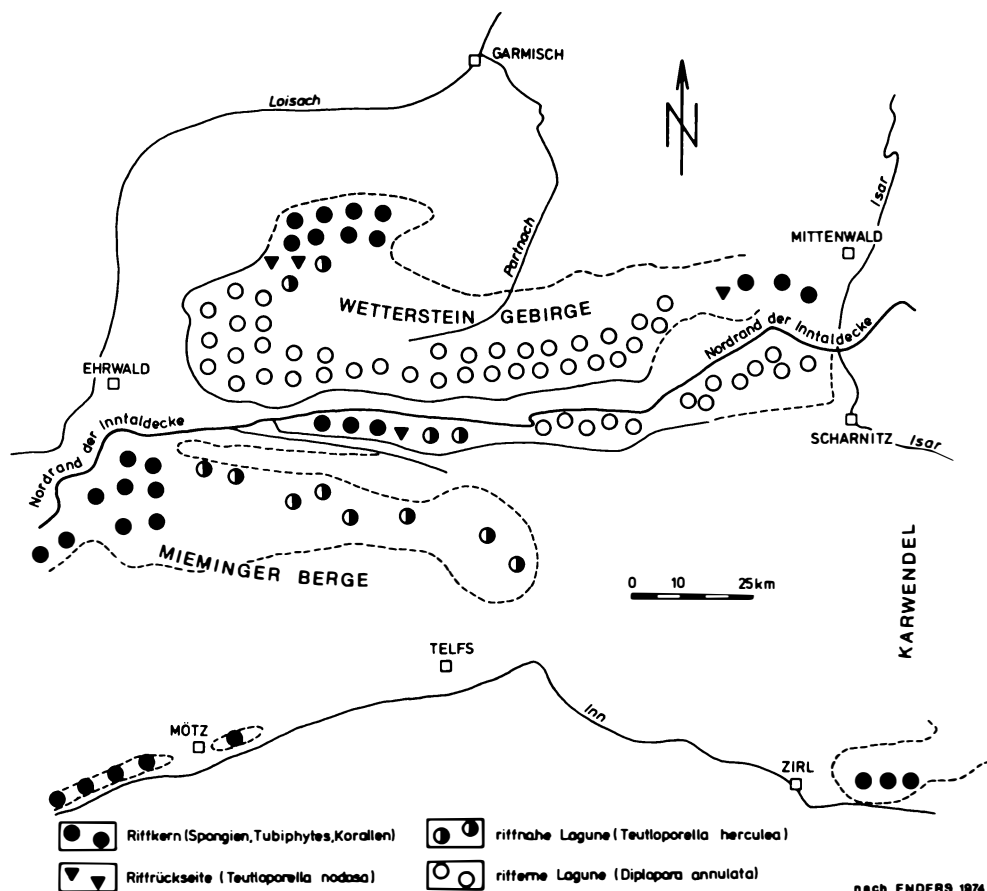 GARMISCH
Loisach
N
Isar
Partnach
MITTENWALD
WETTERSTEIN GEBIRGE
Nordrand der Inntaldecke
EHRWALD
Nordrand der Inntaldecke
SCHARNITZ
Isar
MIEMINGER BERGE
0 10 25km
KARWENDEL
TELFS
Inn
MÖTZ
ZIRL
Riffkern (Spongien, Tubiphytes, Korallen)
riffnahe Lagune (Teutloporella herculea)
Riffrückseite (Teutloporella nodosa)
rifferne Lagune (Diplopora annulata)
nach ENDERS 1974